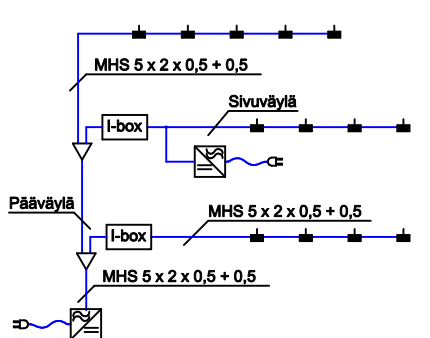 MHS 5 x 2 x 0,5 + 0,5
Sivuväylä
I-box
Pääväylä
MHS 5 x 2 x 0,5 + 0,5
I-box
MHS 5 x 2 x 0,5 + 0,5